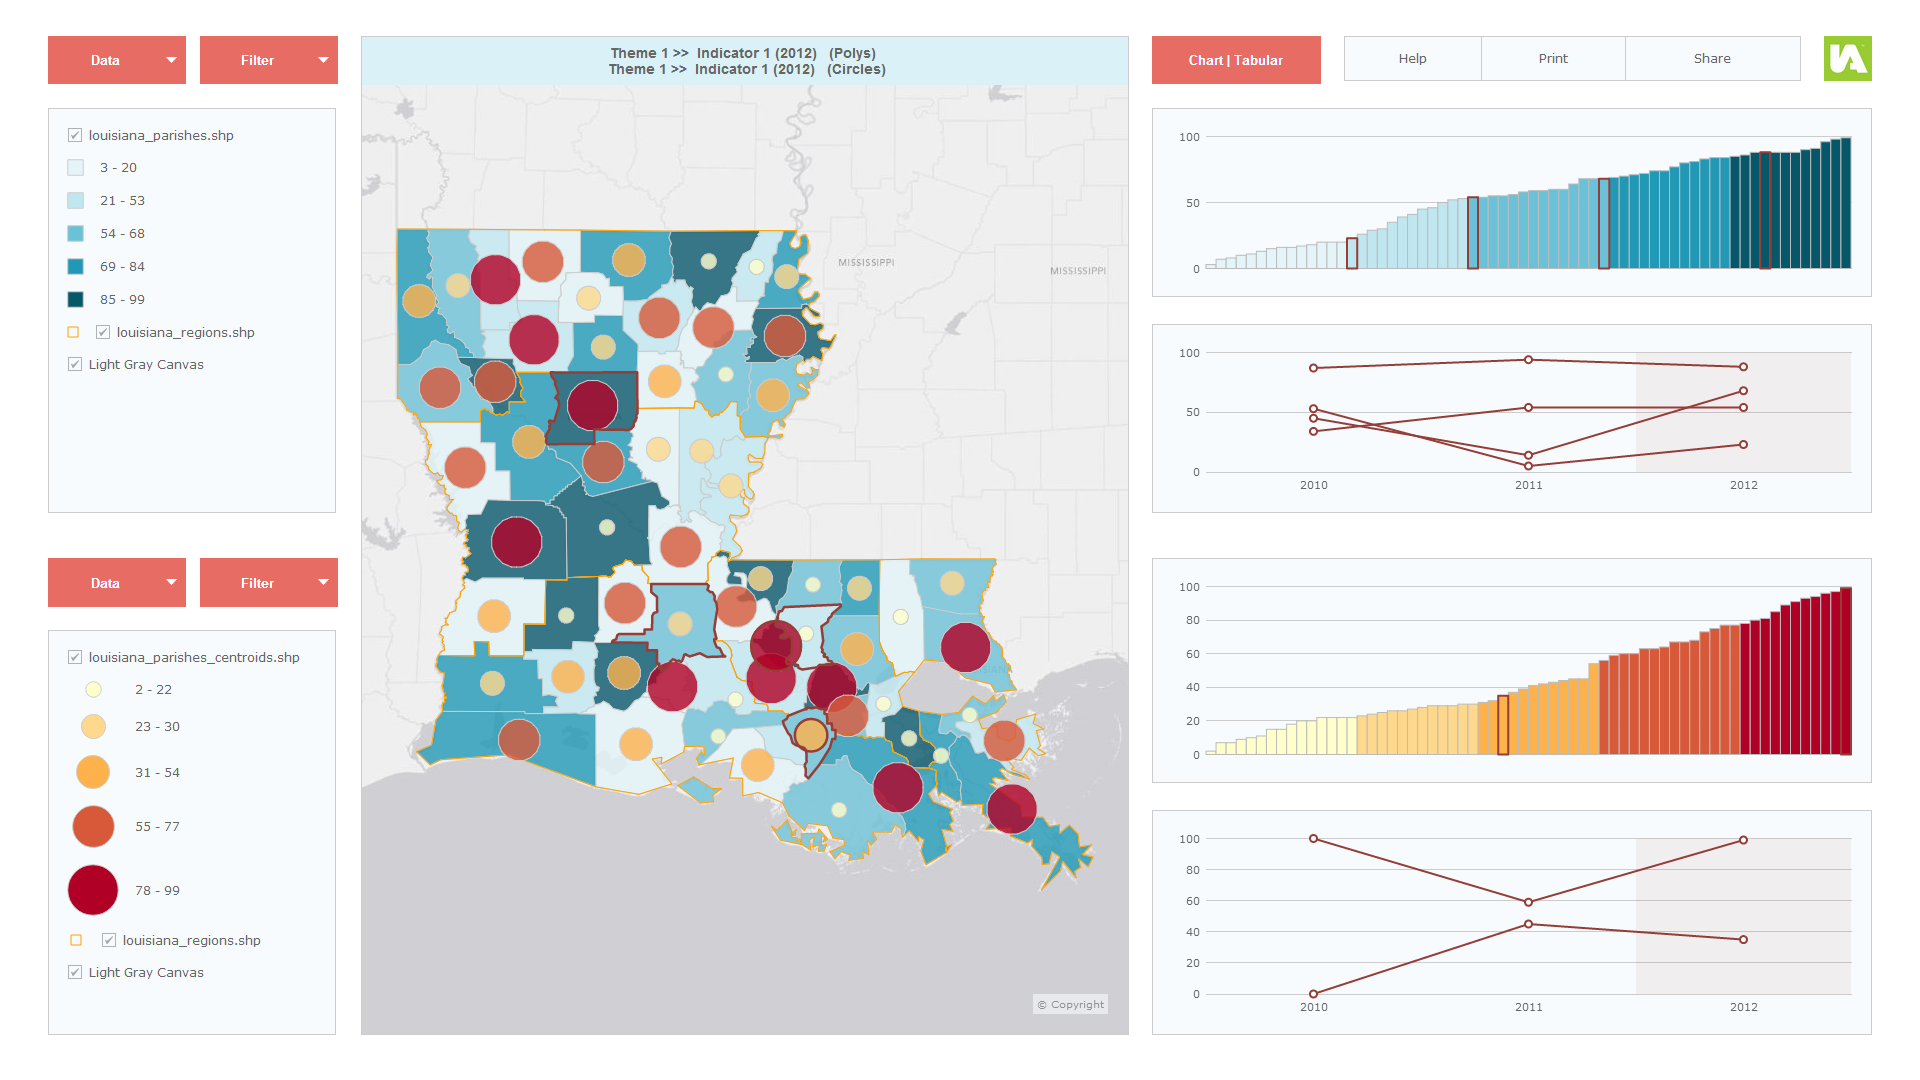 Data
Filter
louisiana_parishes.shp
3 - 20
21 - 53
54 - 68
69 - 84
85 - 99
louisiana_regions.shp
Light Gray Canvas
Data
Filter
louisiana_parishes_centroids.shp
2 - 22
23 - 30
31 - 54
55 - 77
78 - 99
louisiana_regions.shp
Light Gray Canvas
Theme 1 >> Indicator 1 (2012) (Polys)
Theme 1 >> Indicator 1 (2012) (Circles)
MISSISSIPPI
MISSISSIPPI
© Copyright
Chart | Tabular
Help
Print
Share
IA
100
50
0
100
50
0
2010
2011
2012
100
80
60
40
20
0
100
80
60
40
20
0
2010
2011
2012